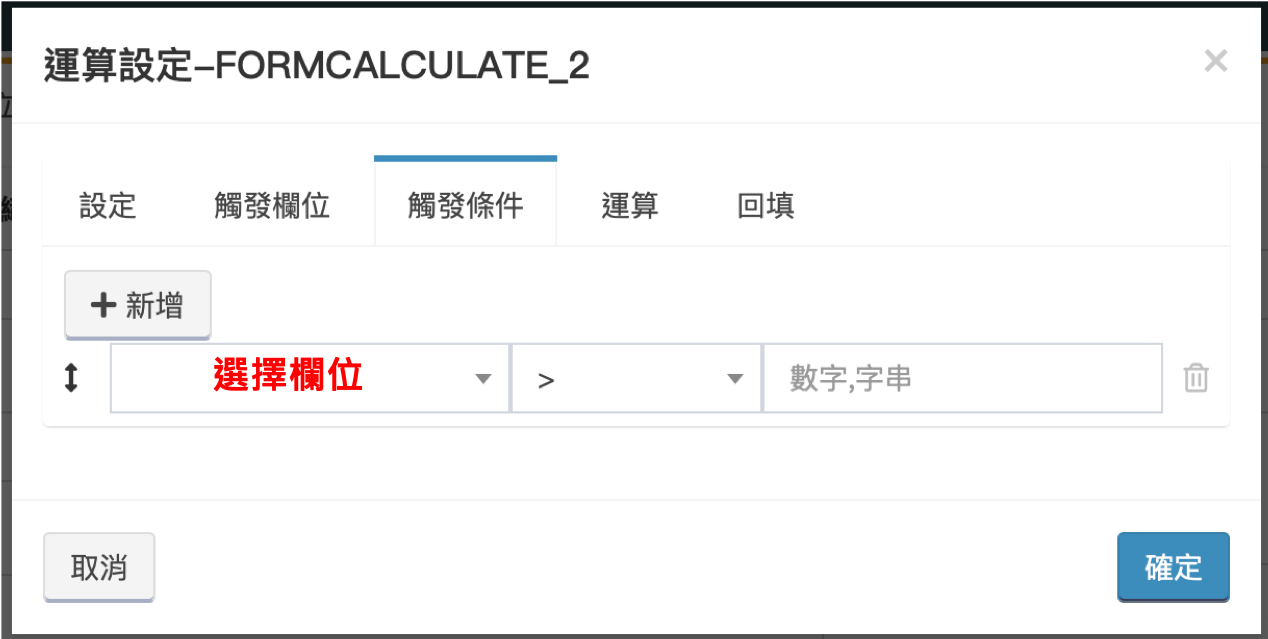 運算設定-FORMCALCULATE_2
×
設定 觸發欄位 觸發條件 運算 回填
新增
選擇欄位 > 數字,字串
取消 確定